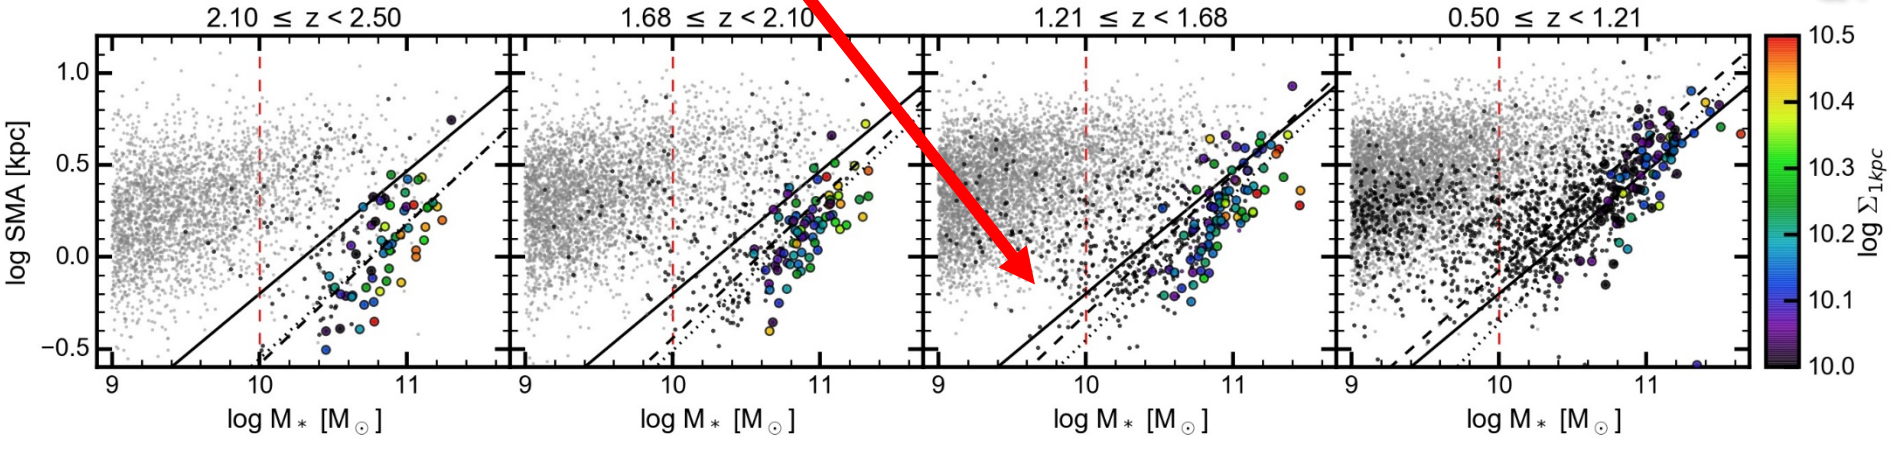 2.10 ≤ z < 2.50
1.68 ≤ z < 2.10
1.21 ≤ z < 1.68
0.50 ≤ z < 1.21
log SMA [kpc]
1.0
0.5
0.0
−0.5
9 10 11
9 10 11
9 10 11
9 10 11
log M* [M⊙]
log M* [M⊙]
log M* [M⊙]
log M* [M⊙]
10.5
10.4
10.3
10.2
10.1
10.0
log Σ1kpc